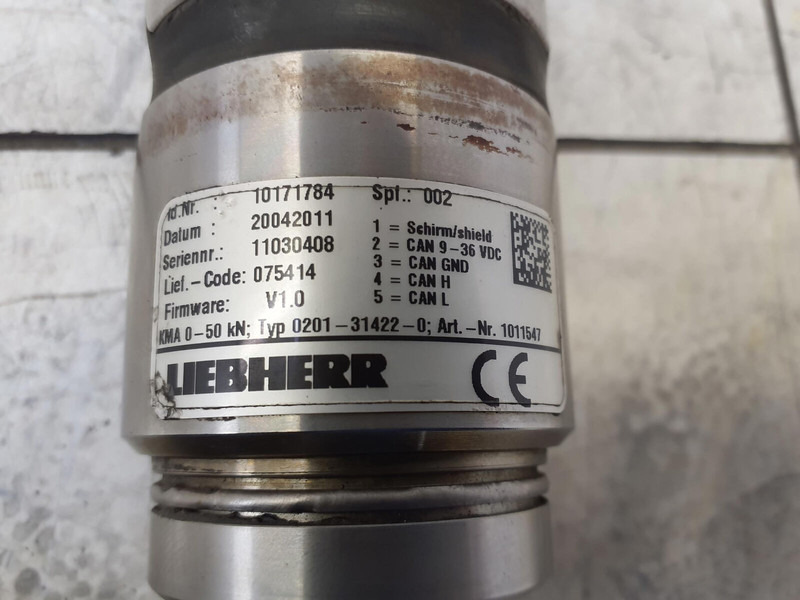 Id.Nr. : 10171784 Spf.: 002
Datum : 20042011
Seriennr.: 11030408
Lief.-Code: 075414
Firmware: V1.0
1 = Schirm/shield
2 = CAN 9-36 VDC
3 = CAN GND
4 = CAN H
5 = CAN L
KMA 0-50 kN; Typ 0201-31422-0; Art.-Nr. 1011547
LIEBHERR CE